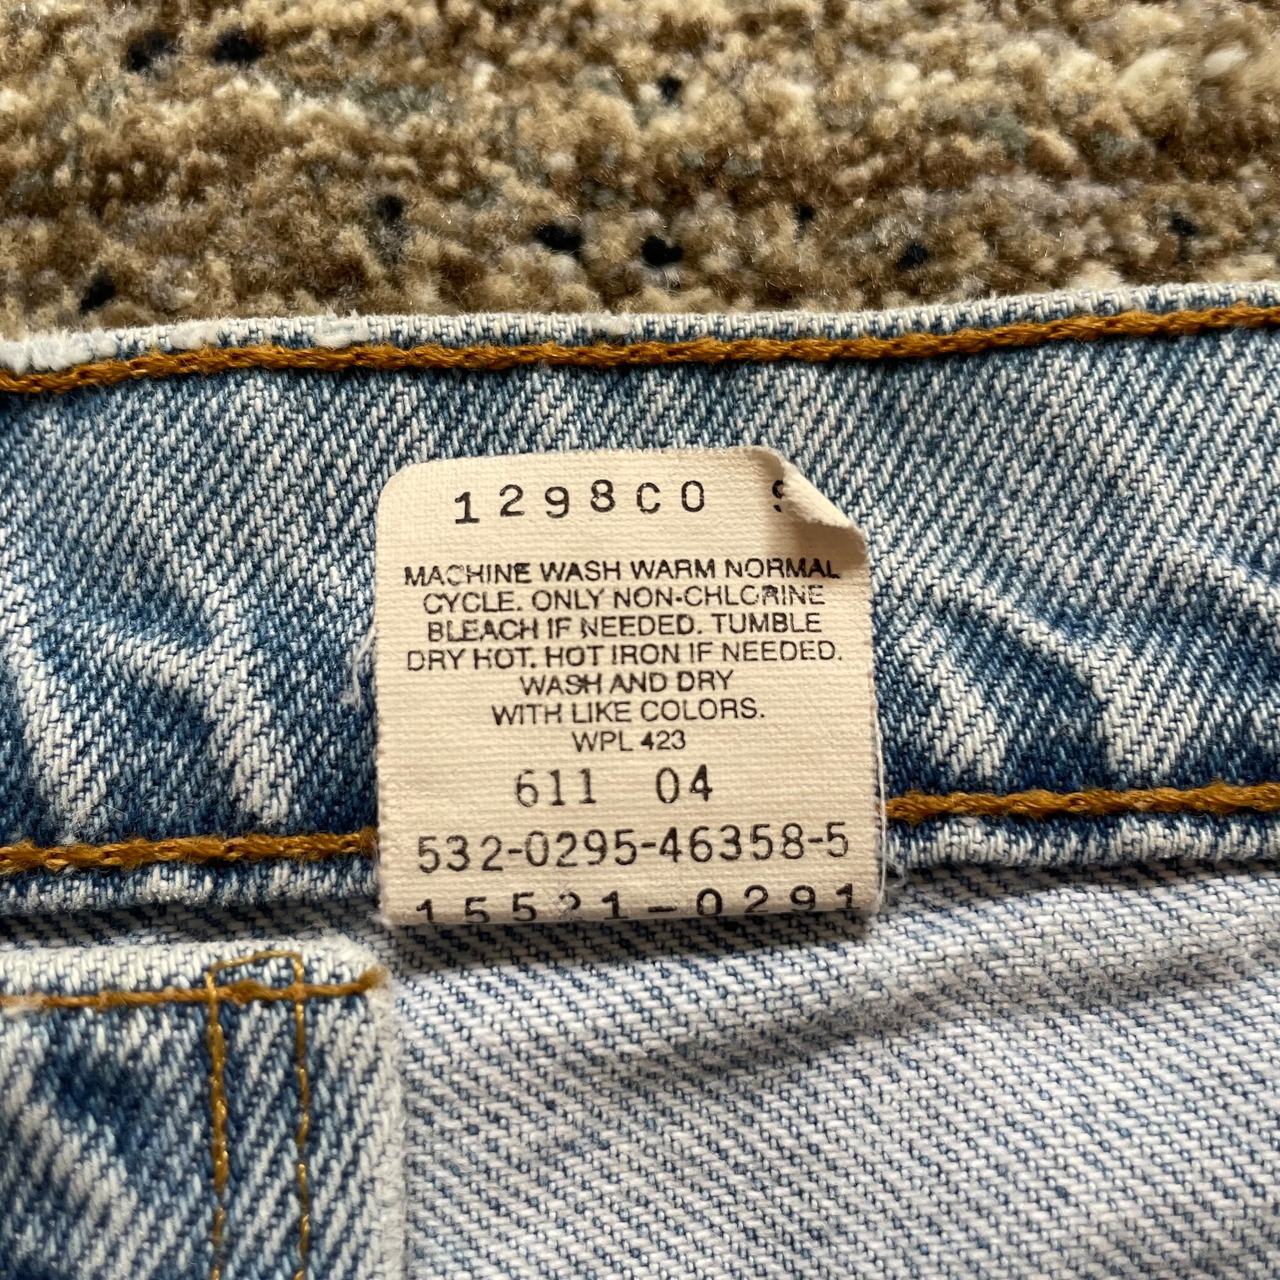 1298C0
MACHINE WASH WARM NORMAL
CYCLE. ONLY NON-CHLORINE
BLEACH IF NEEDED. TUMBLE
DRY HOT. HOT IRON IF NEEDED.
WASH AND DRY
WITH LIKE COLORS.
WPL 423
611 04
532-0295-46358-5
15521-0291